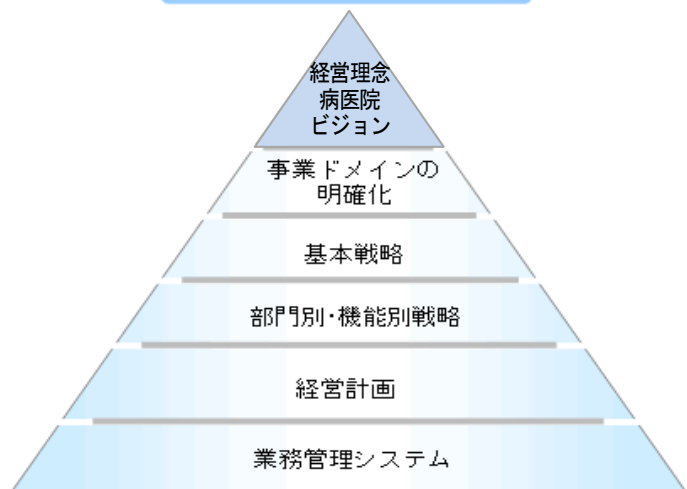 経営理念
病医院
ビジョン
事業ドメインの
明確化
基本戦略
部門別･機能別戦略
経営計画
業務管理システム